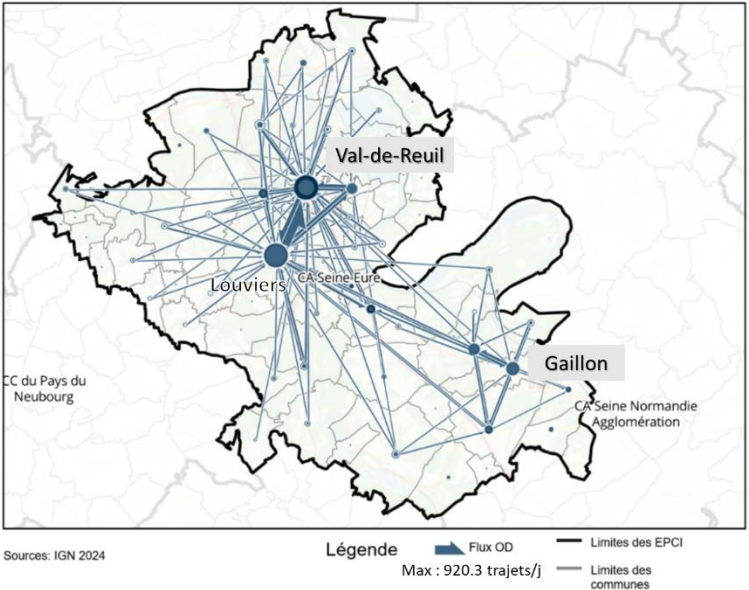 Val-de-Reuil
Louviers
CA Seine-Eure
Gaillon
CC du Pays du
Neubourg
CA Seine Normandie
Agglomération
Sources: IGN 2024
Légende
Flux OD
Max : 920.3 trajets/j
Limites des EPCI
Limites des
communes